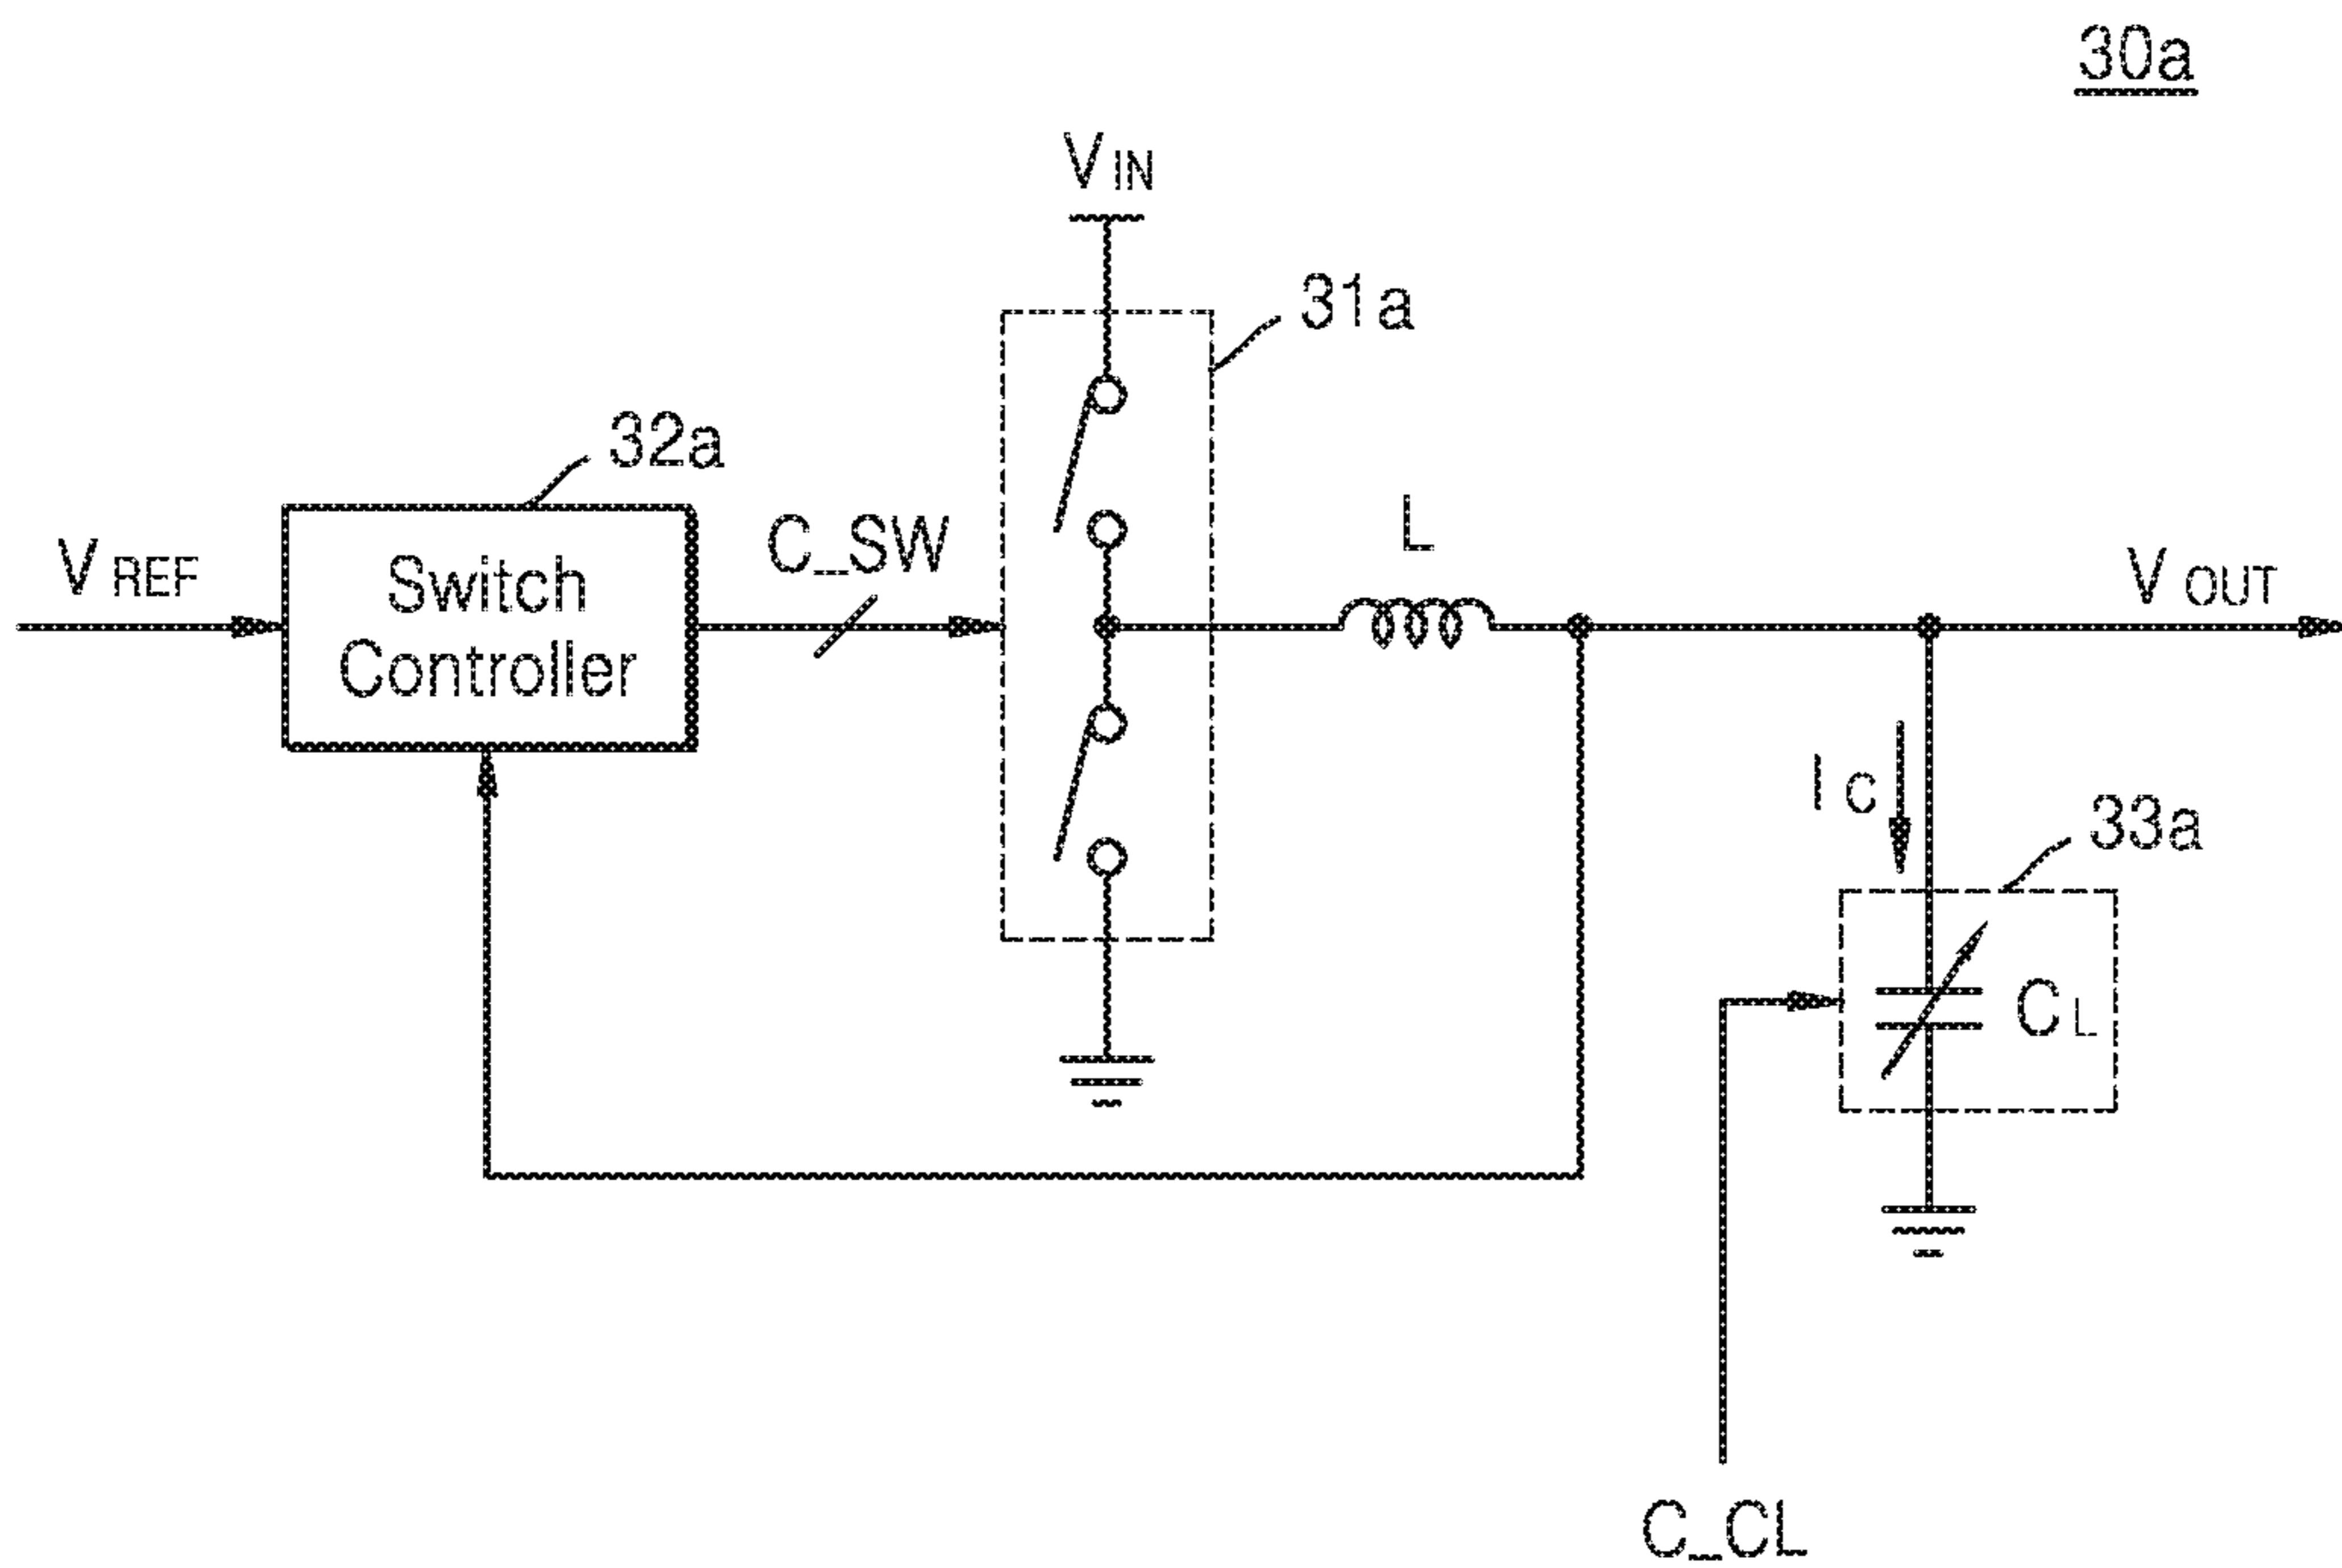 30a
VIN
31a
32a
C_SW
L
VREF
Switch
Controller
VOUT
IC
33a
CL
C_CL